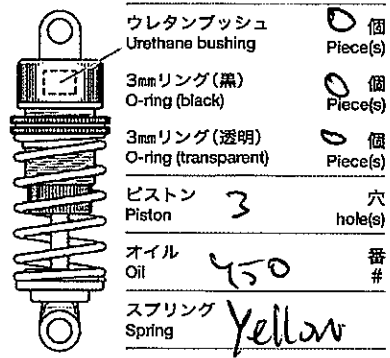 ウレタンブッシュ 0 個
Urethane bushing Piece(s)
3mmリング(黒) 0 個
O-ring (black) Piece(s)
3mmリング(透明) 0 個
O-ring (transparent) Piece(s)
ピストン 3 穴
Piston hole(s)
オイル 450 番
Oil #
スプリング Yellow
Spring